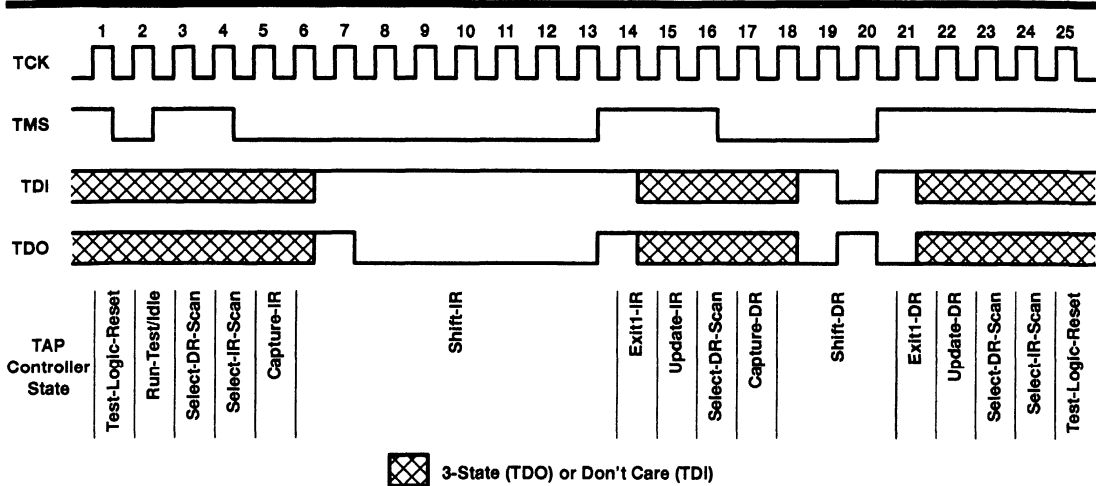 1 2 3 4 5 6 7 8 9 10 11 12 13 14 15 16 17 18 19 20 21 22 23 24 25
TCK
TMS
TDI
TDO
TAP
Controller
State
Test-Logic-Reset
Run-Test/Idle
Select-DR-Scan
Select-IR-Scan
Capture-IR
Shift-IR
Exit1-IR
Update-IR
Select-DR-Scan
Capture-DR
Shift-DR
Exit1-DR
Update-DR
Select-DR-Scan
Select-IR-Scan
Test-Logic-Reset
3-State (TDO) or Don't Care (TDI)